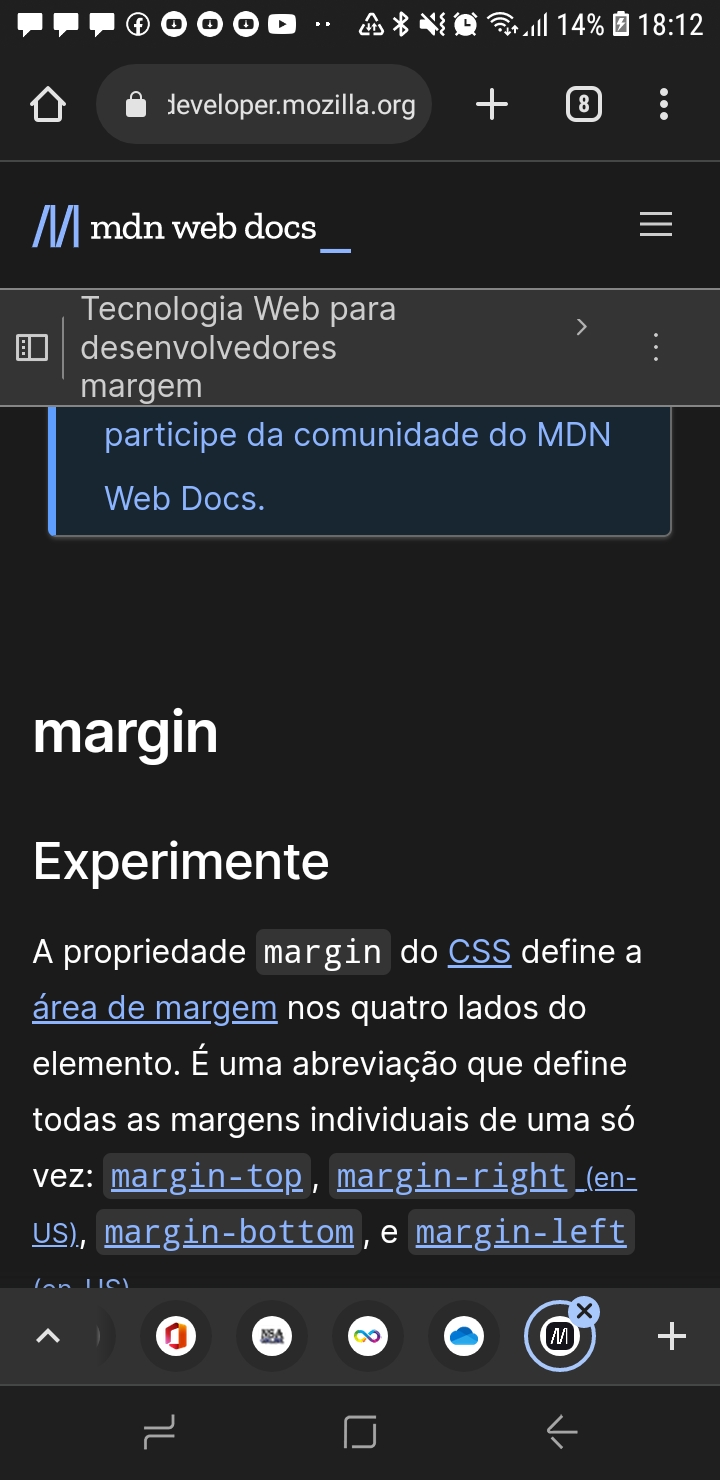 14% 18:12
developer.mozilla.org
8
mdn web docs_
Tecnologia Web para
desenvolvedores
margem
participe da comunidade do MDN
Web Docs.
margin
Experimente
A propriedade margin do CSS define a
área de margem nos quatro lados do
elemento. É uma abreviação que define
todas as margens individuais de uma só
vez: margin-top, margin-right (en-
US), margin-bottom, e margin-left
(en-US)